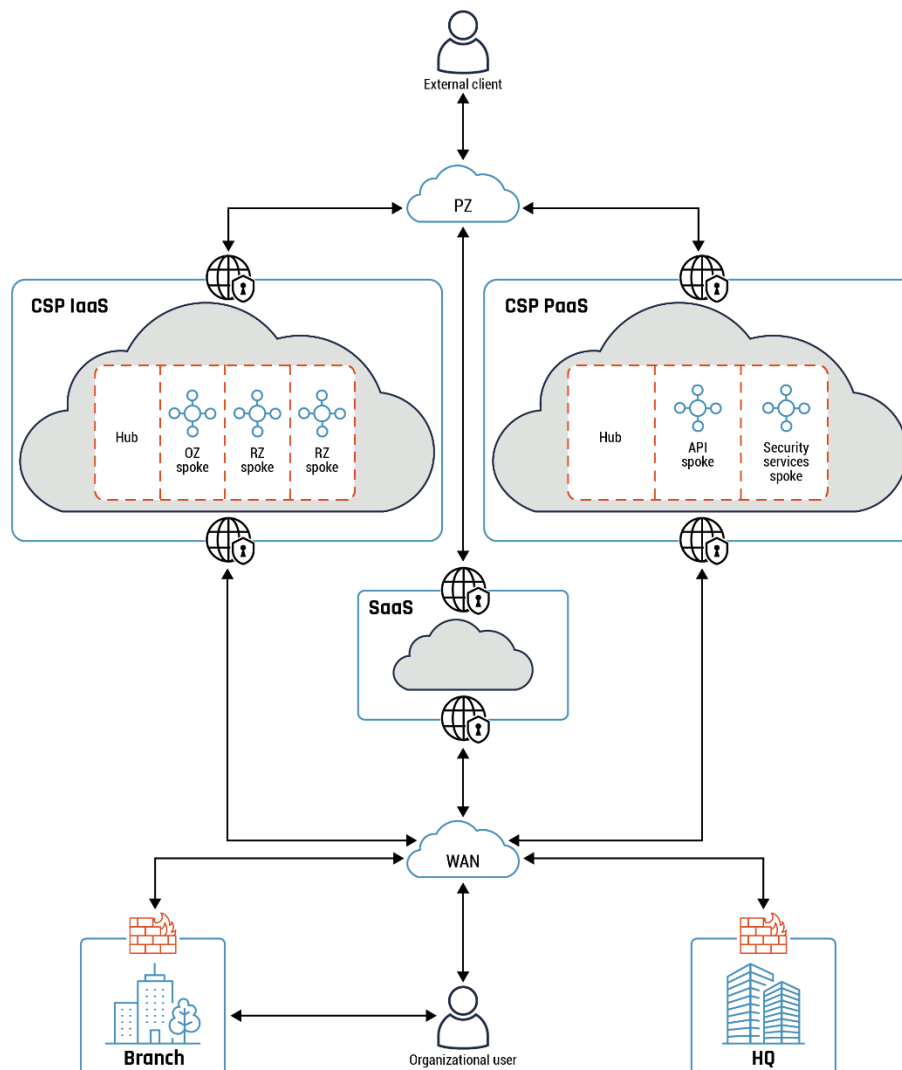 External client
PZ
CSP IaaS
CSP PaaS
Hub
OZ
spoke
RZ
spoke
RZ
spoke
Hub
API
spoke
Security
services
spoke
SaaS
WAN
Branch
Organizational user
HQ